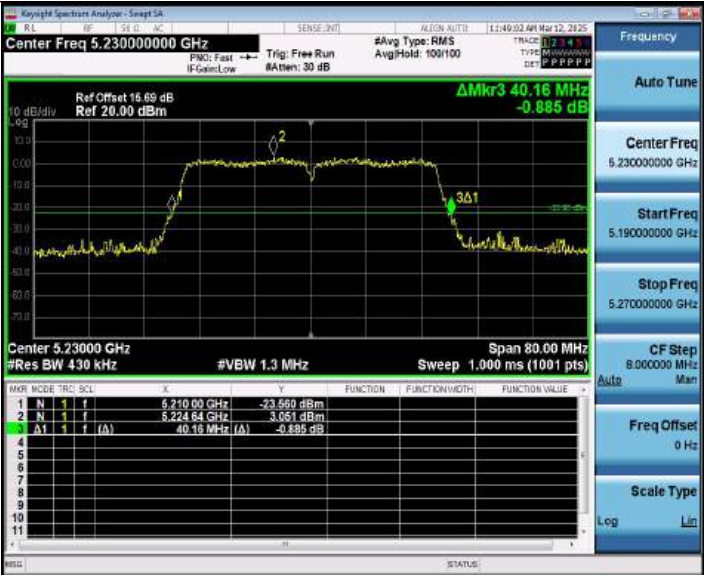 Keysight Spectrum Analyzer - Swept SA
RL RF 50 Ω AC SENSE:INT ALIGN AUTO 11:49:02 AM Mar 12, 2025
Center Freq 5.230000000 GHz
PNO: Fast
IFGain:Low
Trig: Free Run
#Atten: 30 dB
#Avg Type: RMS
Avg|Hold: 100/100
TRACE 1 2 3 4 5 6
TYPE M W W W W W
DET P P P P P P
ΔMkr3 40.16 MHz
-0.885 dB
Ref Offset 15.69 dB
Ref 20.00 dBm
10 dB/div
Log
10.0
0.00
-10.0
-20.0
-30.0
-40.0
-50.0
-60.0
-70.0
2
3Δ1
Center 5.23000 GHz
Span 80.00 MHz
#Res BW 430 kHz
#VBW 1.3 MHz
Sweep 1.000 ms (1001 pts)
MKR MODE TRC SCL X Y FUNCTION FUNCTION WIDTH FUNCTION VALUE
1 N 1 f 5.210 00 GHz -23.560 dBm
2 N 1 f 5.224 64 GHz 3.051 dBm
3 Δ1 1 f (Δ) 40.16 MHz (Δ) -0.885 dB
4
5
6
7
8
9
10
11
MSG STATUS
Frequency
Auto Tune
Center Freq
5.230000000 GHz
Start Freq
5.190000000 GHz
Stop Freq
5.270000000 GHz
CF Step
8.000000 MHz
Auto Man
Freq Offset
0 Hz
Scale Type
Log Lin